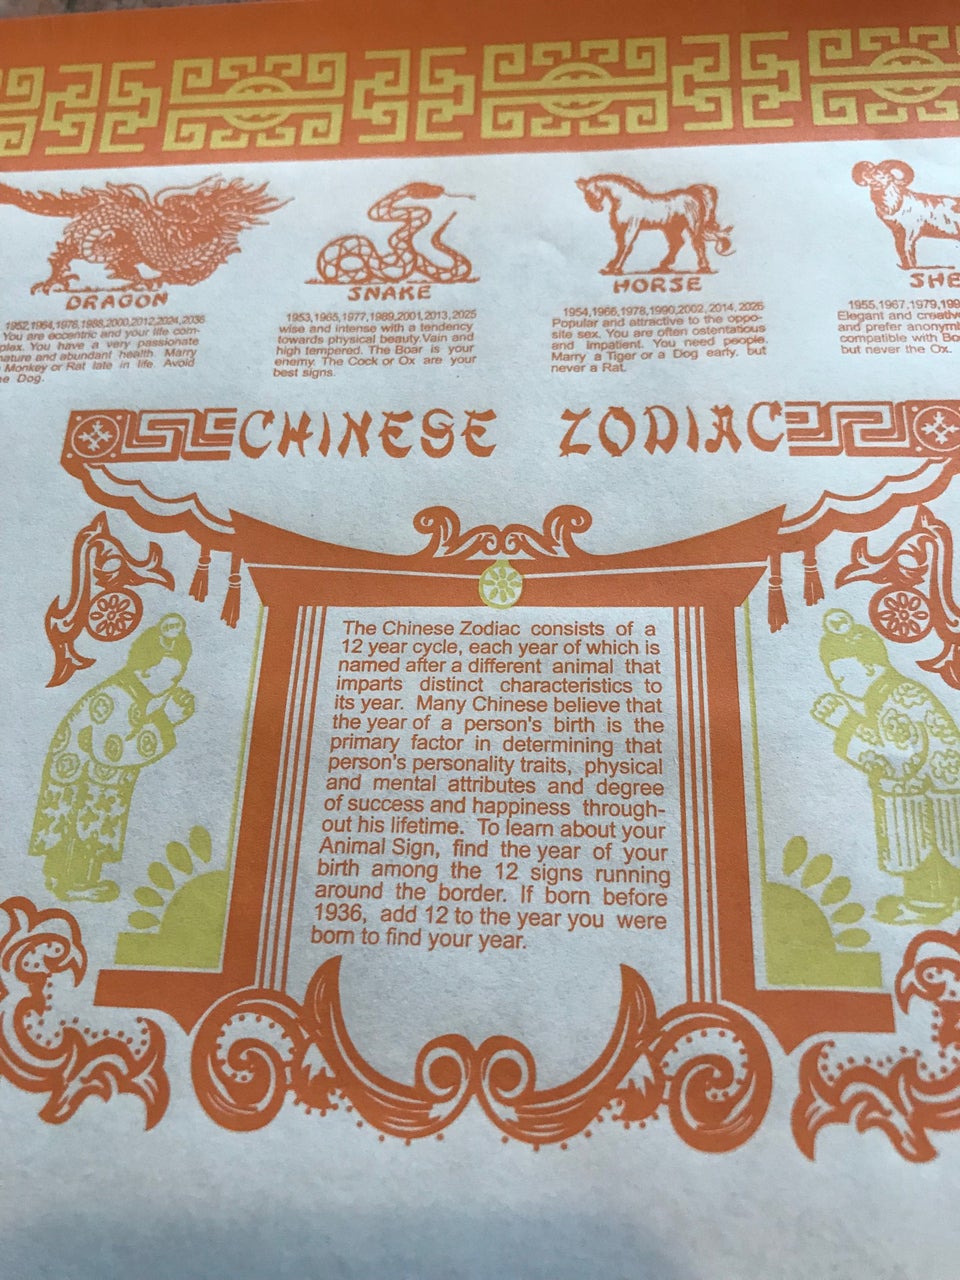 DRAGON
1952,1964,1976,1988,2000,2012,2024,2036
You are eccentric and your life com-
plex. You have a very passionate
nature and abundant health. Marry
Monkey or Rat late in life. Avoid
Dog.
SNAKE
1953,1965,1977,1989,2001,2013,2025
wise and intense with a tendency
towards physical beauty. Vain and
high tempered. The Boar is your
enemy. The Cock or Ox are your
best signs.
HORSE
1954,1966,1978,1990,2002,2014,2026
Popular and attractive to the oppo-
site sex. You are often ostentatious
and impatient. You need people.
Marry a Tiger or a Dog early, but
never a Rat.
SHE
1955,1967,1979,199
Elegant and creative
and prefer anonymi
compatible with Bo
but never the Ox.
CHINESE ZODIAC
The Chinese Zodiac consists of a
12 year cycle, each year of which is
named after a different animal that
imparts distinct characteristics to
its year. Many Chinese believe that
the year of a person's birth is the
primary factor in determining that
person's personality traits, physical
and mental attributes and degree
of success and happiness through-
out his lifetime. To learn about your
Animal Sign, find the year of your
birth among the 12 signs running
around the border. If born before
1936, add 12 to the year you were
born to find your year.